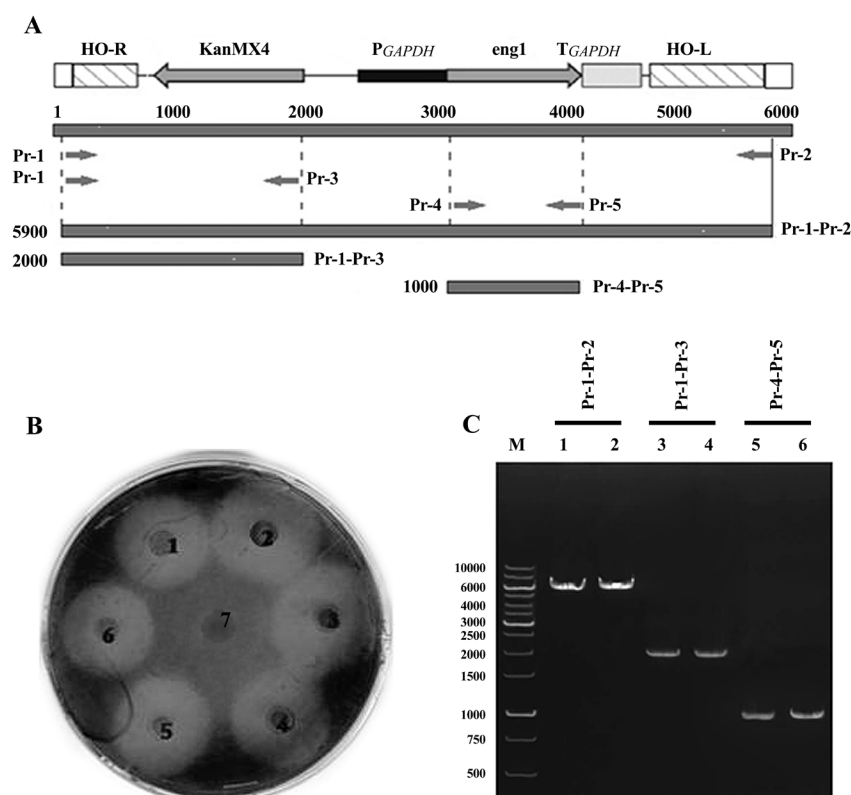 A
HO-R KanMX4 PGAPDH eng1 TGAPDH HO-L
1 1000 2000 3000 4000 5000 6000
Pr-1 Pr-2
Pr-1 Pr-3
Pr-4 Pr-5
5900 Pr-1-Pr-2
2000 Pr-1-Pr-3
1000 Pr-4-Pr-5
B
1
2
3
4
5
6
7
C
Pr-1-Pr-2
Pr-1-Pr-3
Pr-4-Pr-5
M 1 2 3 4 5 6
10000
6000
4000
3000
2500
2000
1500
1000
750
500